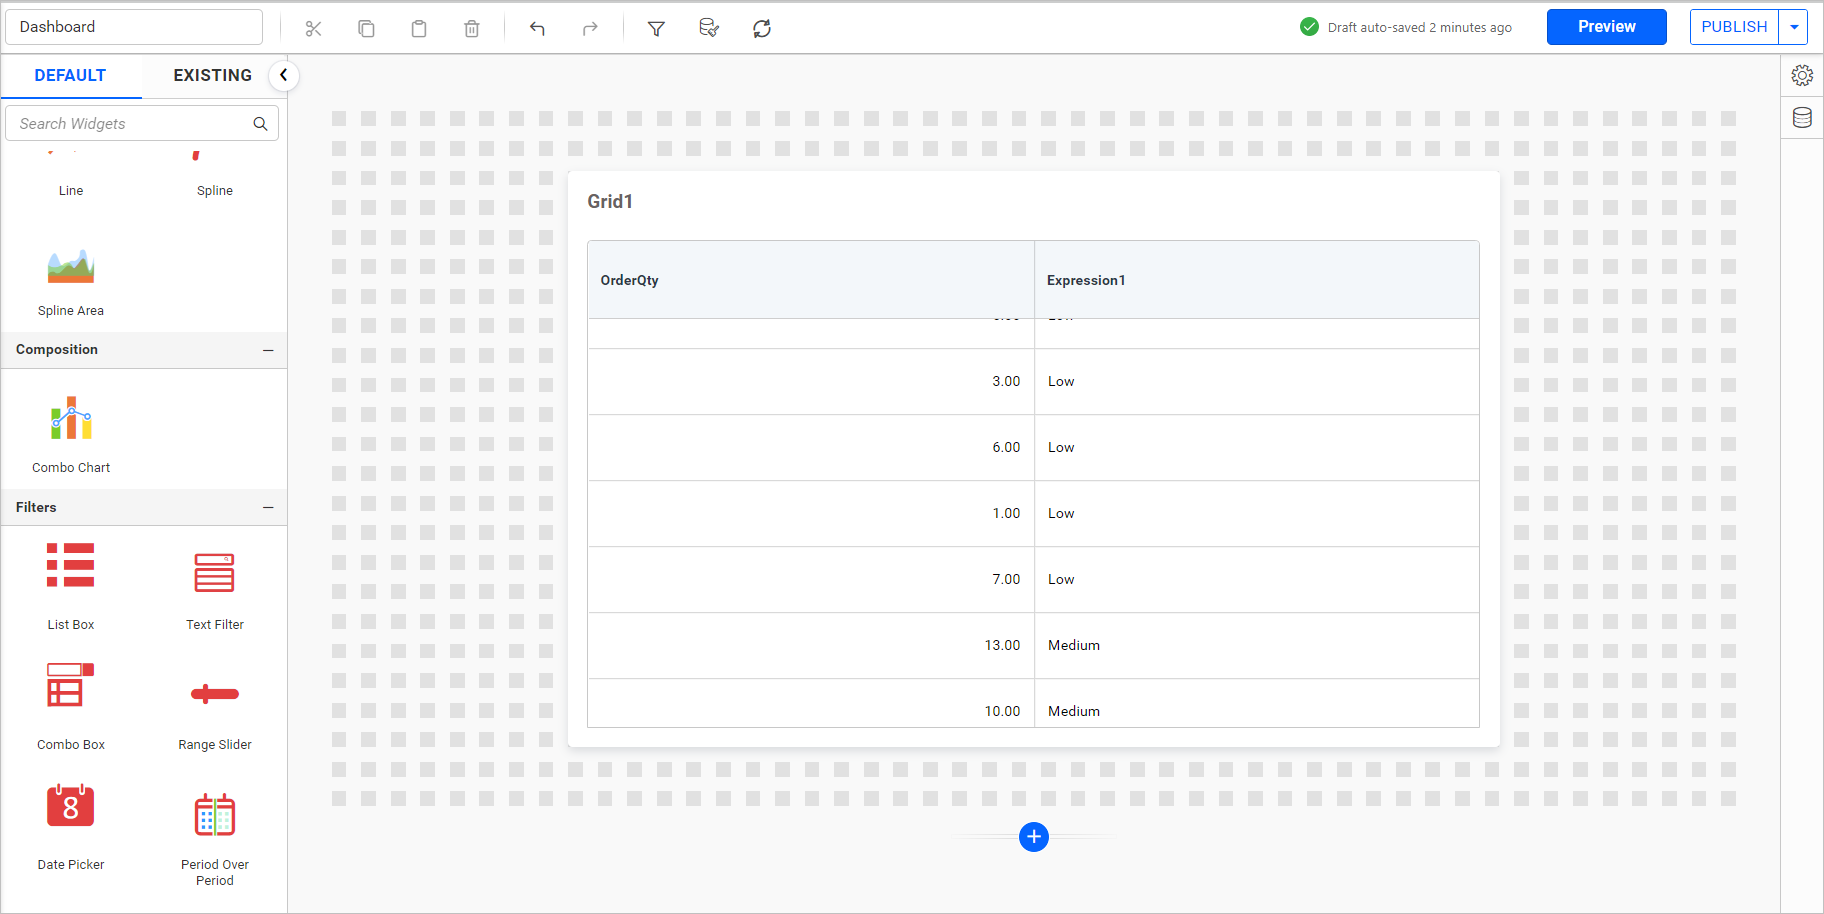 Dashboard
Draft auto-saved 2 minutes ago
Preview
PUBLISH
DEFAULT
EXISTING
Search Widgets
Line
Spline
Spline Area
Composition
Combo Chart
Filters
List Box
Text Filter
Combo Box
Range Slider
8
Date Picker
Period Over
Period
Grid1
OrderQty Expression1
3.00 Low
6.00 Low
1.00 Low
7.00 Low
13.00 Medium
10.00 Medium